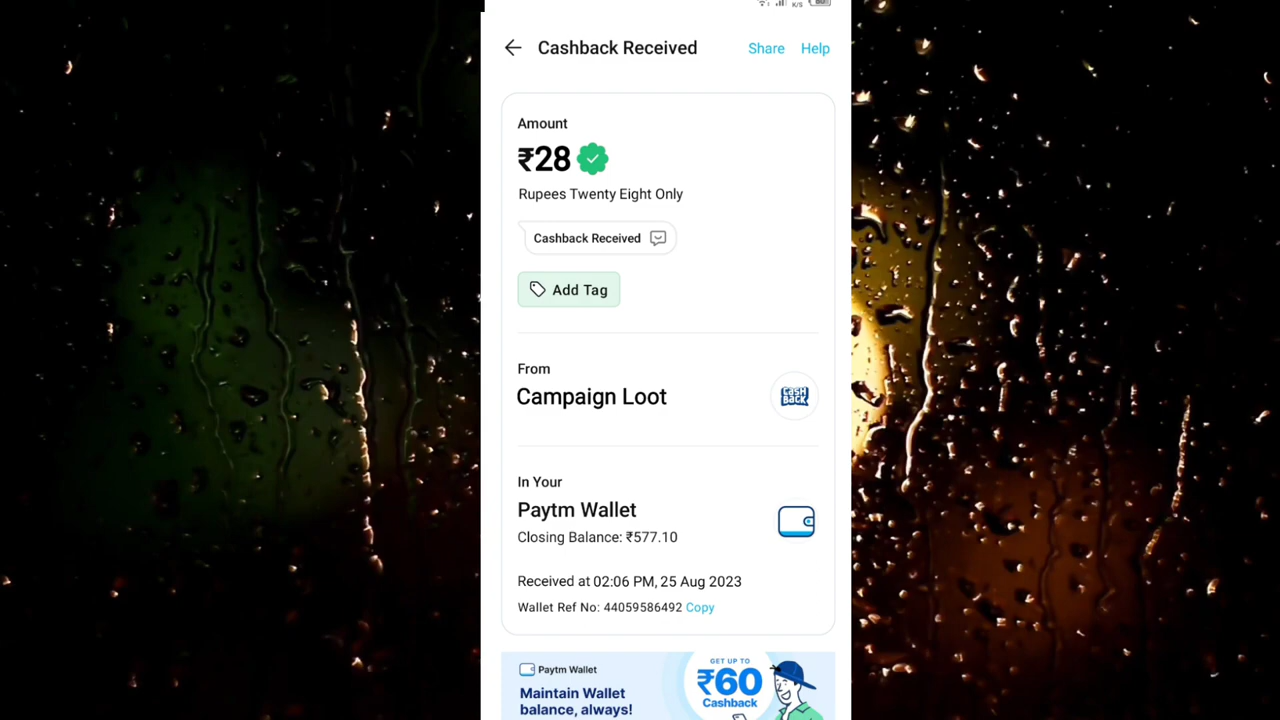 K/S
Cashback Received
Share Help
Amount
₹28
Rupees Twenty Eight Only
Cashback Received
Add Tag
From
Campaign Loot
CASH
BACK
In Your
Paytm Wallet
Closing Balance: ₹577.10
Received at 02:06 PM, 25 Aug 2023
Wallet Ref No: 44059586492 Copy
Paytm Wallet
Maintain Wallet
balance, always!
GET UP TO
₹60
Cashback